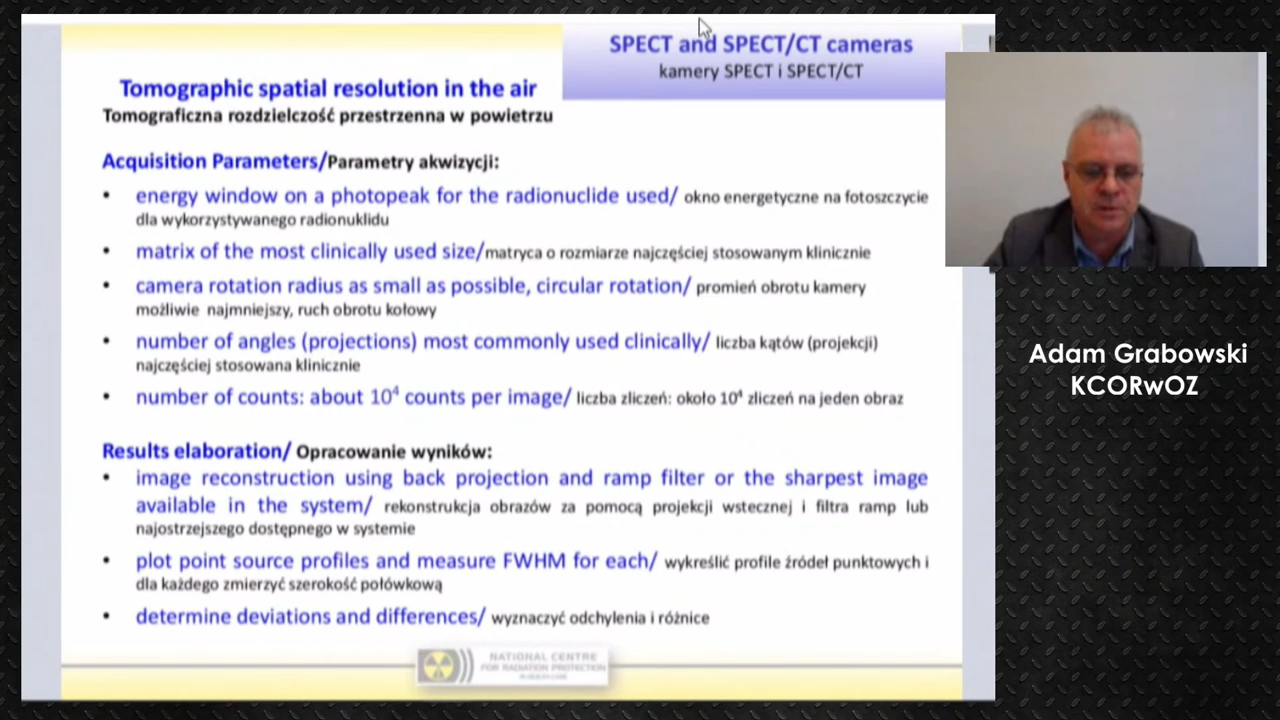 SPECT and SPECT/CT cameras
kamery SPECT i SPECT/CT
Tomographic spatial resolution in the air
Tomograficzna rozdzielczość przestrzenna w powietrzu
Acquisition Parameters/Parametry akwizycji:
• energy window on a photopeak for the radionuclide used/ okno energetyczne na fotoszczycie
dla wykorzystywanego radionuklidu
• matrix of the most clinically used size/matryca o rozmiarze najczęściej stosowanym klinicznie
• camera rotation radius as small as possible, circular rotation/ promień obrotu kamery
możliwie najmniejszy, ruch obrotu kołowy
• number of angles (projections) most commonly used clinically/ liczba kątów (projekcji)
najczęściej stosowana klinicznie
• number of counts: about 10⁴ counts per image/ liczba zliczeń: około 10⁴ zliczeń na jeden obraz
Results elaboration/ Opracowanie wyników:
• image reconstruction using back projection and ramp filter or the sharpest image
available in the system/ rekonstrukcja obrazów za pomocą projekcji wstecznej i filtra ramp lub
najostrzejszego dostępnego w systemie
• plot point source profiles and measure FWHM for each/ wykreślić profile źródeł punktowych i
dla każdego zmierzyć szerokość połówkową
• determine deviations and differences/ wyznaczyć odchylenia i różnice
NATIONAL CENTRE
FOR RADIATION PROTECTION
Adam Grabowski
KCORwOZ